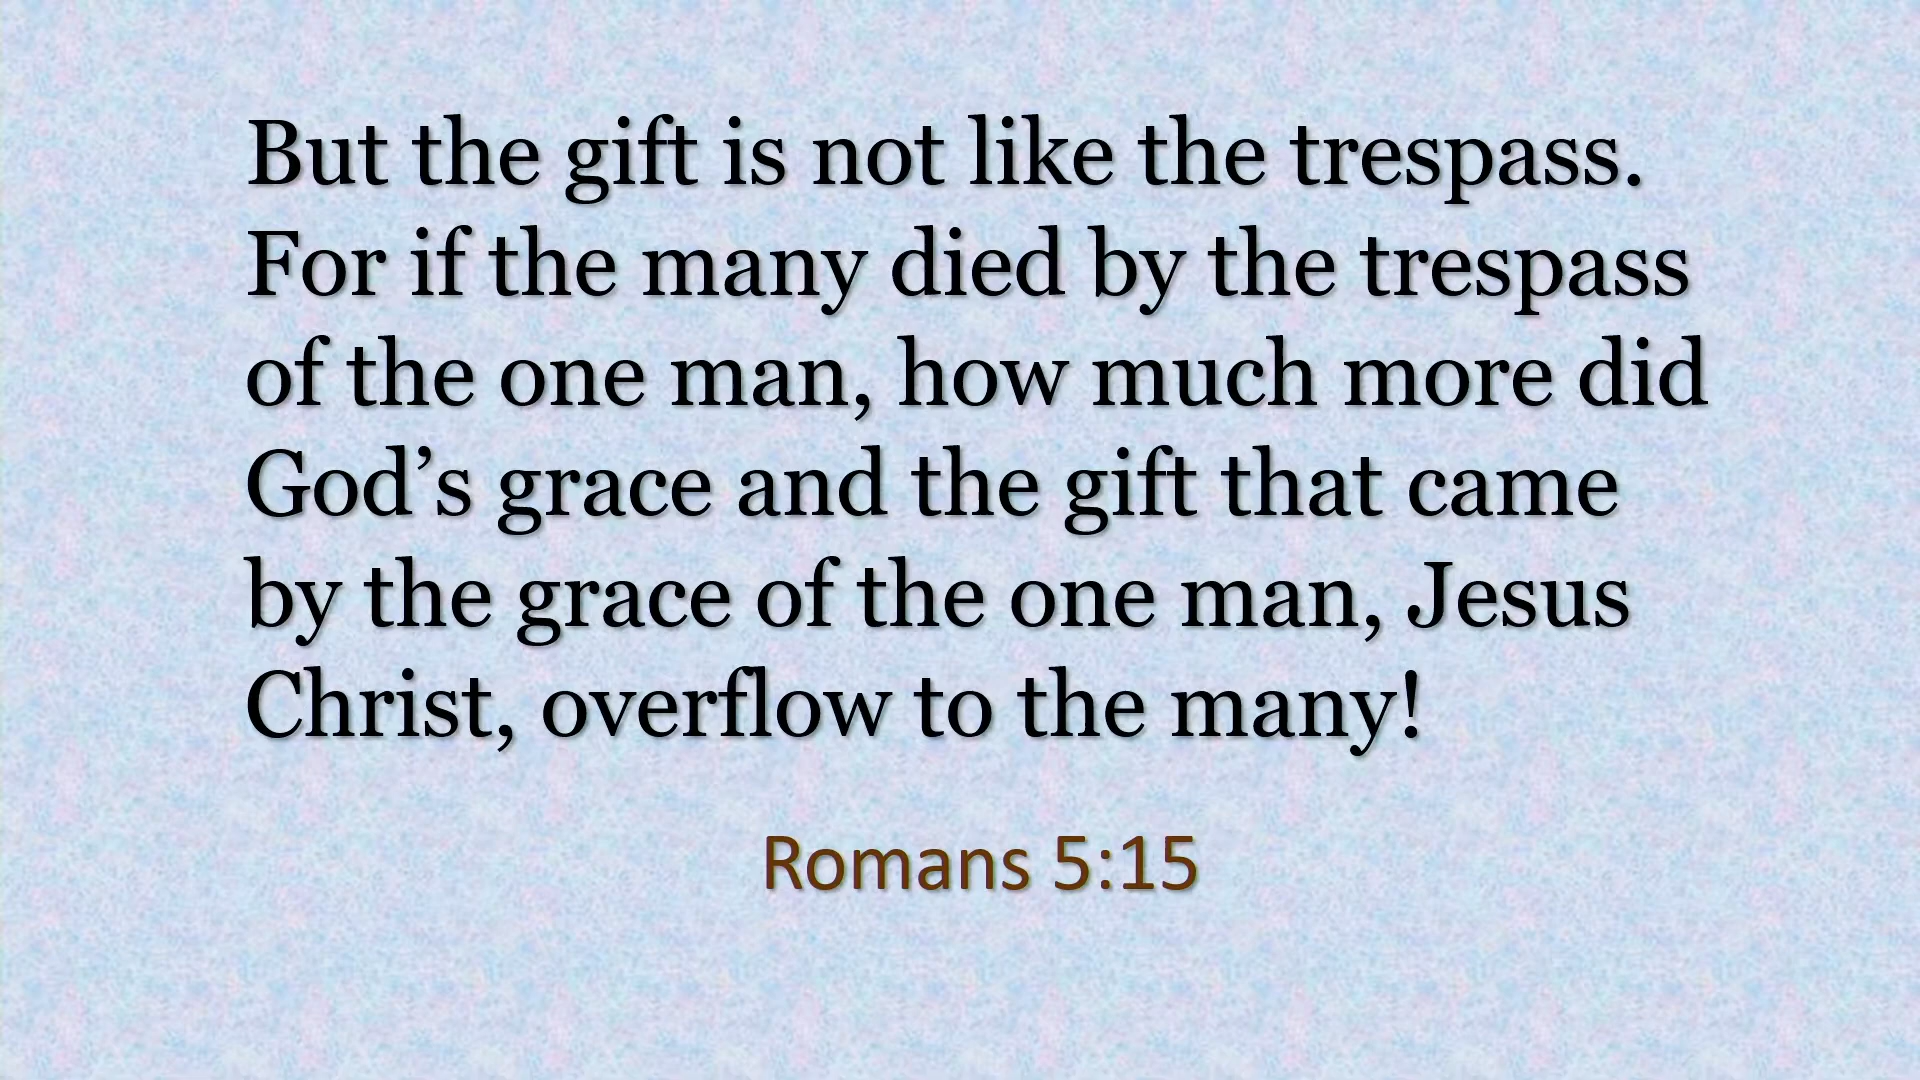 But the gift is not like the trespass.
For if the many died by the trespass
of the one man, how much more did
God’s grace and the gift that came
by the grace of the one man, Jesus
Christ, overflow to the many!
Romans 5:15